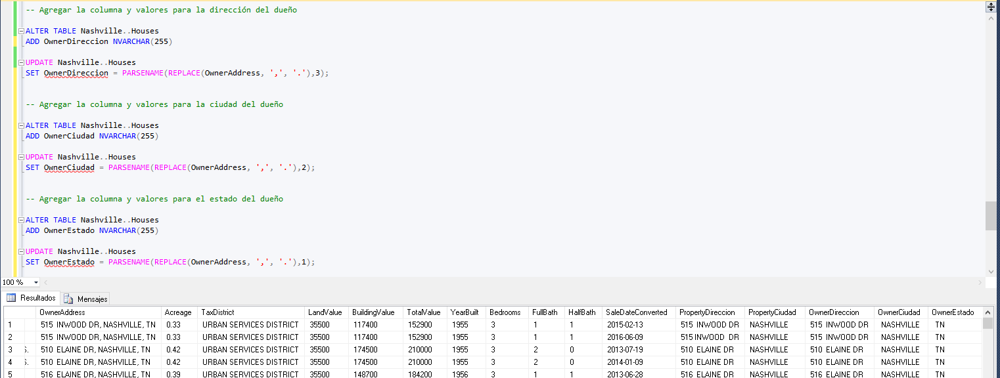 -- Agregar la columna y valores para la dirección del dueño
ALTER TABLE Nashville..Houses
ADD OwnerDireccion NVARCHAR(255)
UPDATE Nashville..Houses
SET OwnerDireccion = PARSENAME(REPLACE(OwnerAddress, ',', '.'),3);
-- Agregar la columna y valores para la ciudad del dueño
ALTER TABLE Nashville..Houses
ADD OwnerCiudad NVARCHAR(255)
UPDATE Nashville..Houses
SET OwnerCiudad = PARSENAME(REPLACE(OwnerAddress, ',', '.'),2);
-- Agregar la columna y valores para el estado del dueño
ALTER TABLE Nashville..Houses
ADD OwnerEstado NVARCHAR(255)
UPDATE Nashville..Houses
SET OwnerEstado = PARSENAME(REPLACE(OwnerAddress, ',', '.'),1);
100 %
Resultados Mensajes
OwnerAddress Acreage TaxDistrict LandValue BuildingValue TotalValue YearBuilt Bedrooms FullBath HalfBath SaleDateConverted PropertyDireccion PropertyCiudad OwnerDireccion OwnerCiudad OwnerEstado
1 515 INWOOD DR, NASHVILLE, TN 0.33 URBAN SERVICES DISTRICT 35500 117400 152900 1955 3 1 1 2015-02-13 515 INWOOD DR NASHVILLE 515 INWOOD DR NASHVILLE TN
2 515 INWOOD DR, NASHVILLE, TN 0.33 URBAN SERVICES DISTRICT 35500 117400 152900 1955 3 1 1 2016-06-09 515 INWOOD DR NASHVILLE 515 INWOOD DR NASHVILLE TN
3 510 ELAINE DR, NASHVILLE, TN 0.42 URBAN SERVICES DISTRICT 35500 174500 210000 1955 3 2 0 2013-07-19 510 ELAINE DR NASHVILLE 510 ELAINE DR NASHVILLE TN
4 510 ELAINE DR, NASHVILLE, TN 0.42 URBAN SERVICES DISTRICT 35500 174500 210000 1955 3 2 0 2014-01-09 510 ELAINE DR NASHVILLE 510 ELAINE DR NASHVILLE TN
5 516 ELAINE DR, NASHVILLE, TN 0.39 URBAN SERVICES DISTRICT 35500 148700 184200 1956 3 1 1 2013-06-28 516 ELAINE DR NASHVILLE 516 ELAINE DR NASHVILLE TN